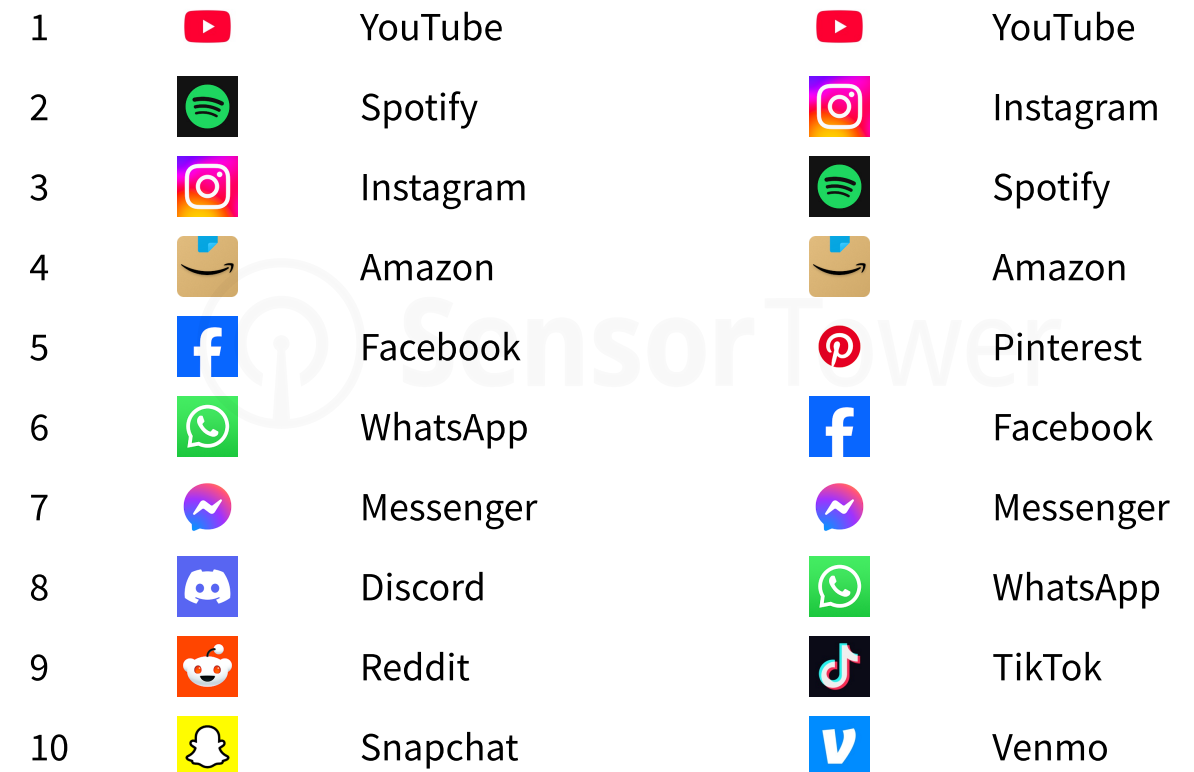 1 YouTube YouTube
2 Spotify Instagram
3 Instagram Spotify
4 Amazon Amazon
5 Facebook Pinterest
SensorTower
6 WhatsApp Facebook
7 Messenger Messenger
8 Discord WhatsApp
9 Reddit TikTok
10 Snapchat Venmo